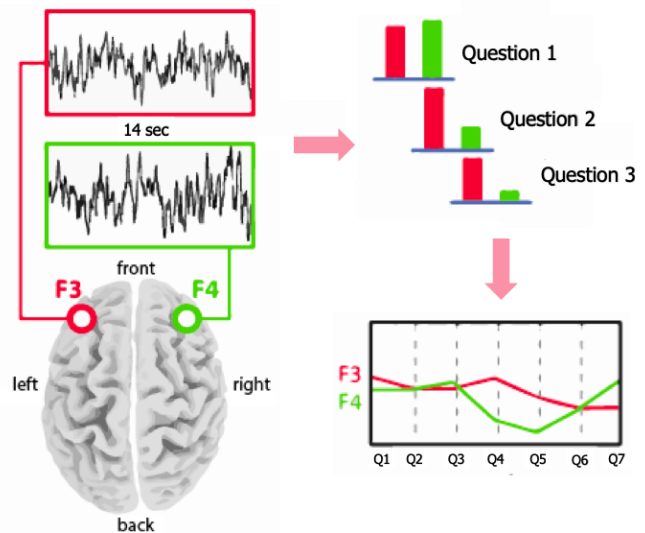 14 sec
Question 1
Question 2
Question 3
front
F3
F4
left
right
back
F3
F4
Q1 Q2 Q3 Q4 Q5 Q6 Q7